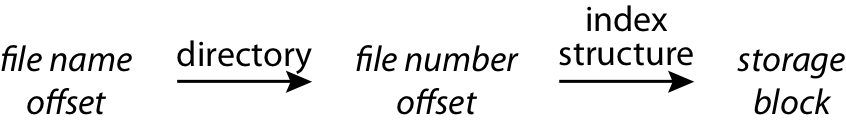 file name
offset
directory
file number
offset
index
structure
storage
block